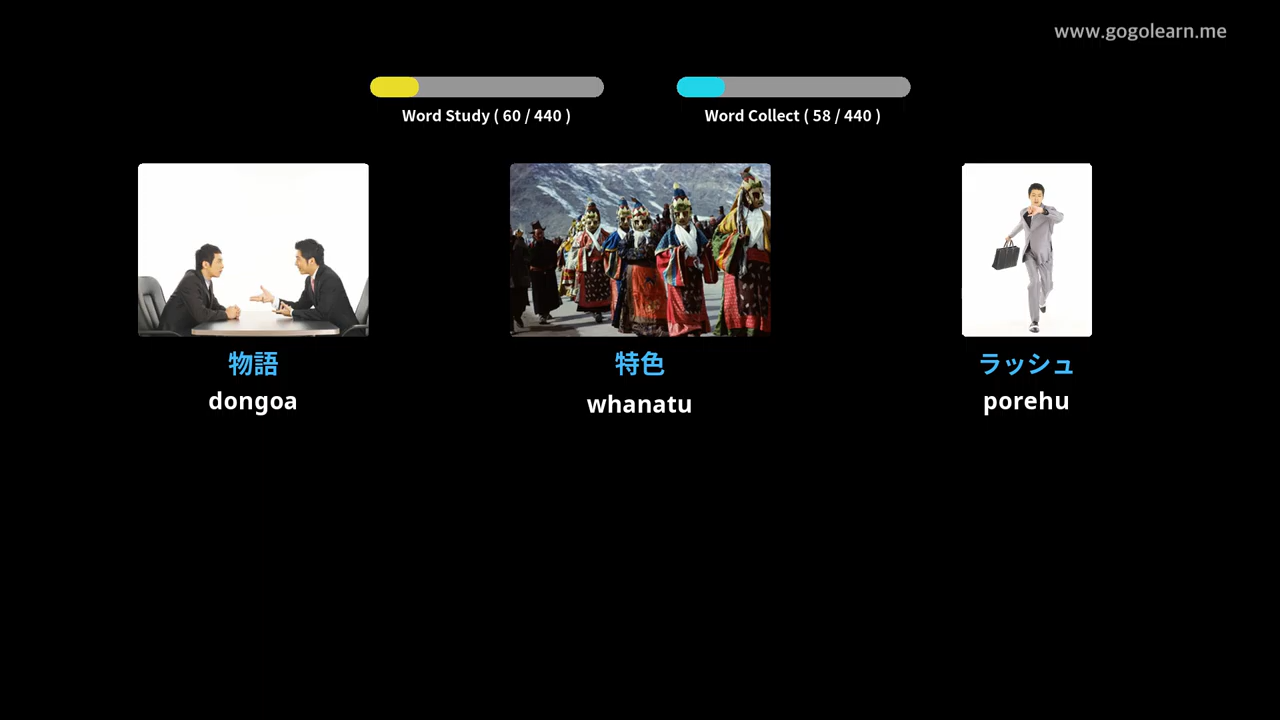 www.gogolearn.me
Word Study ( 60 / 440 )
Word Collect ( 58 / 440 )
物語
特色
ラッシュ
dongoa
whanatu
porehu